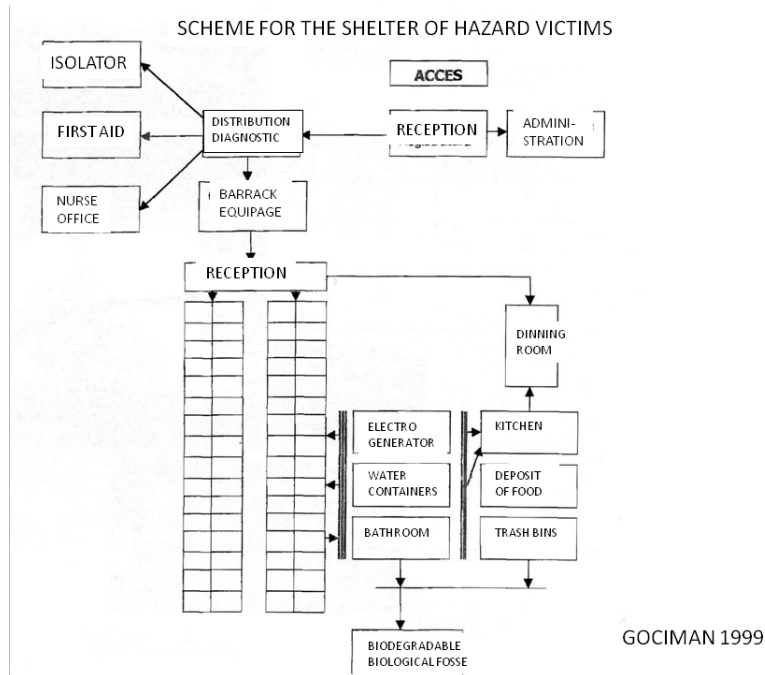 SCHEME FOR THE SHELTER OF HAZARD VICTIMS
ISOLATOR
ACCES
FIRST AID
DISTRIBUTION
DIAGNOSTIC
RECEPTION
ADMINI-
STRATION
NURSE
OFFICE
BARRACK
EQUIPAGE
RECEPTION
DINNING
ROOM
ELECTRO
GENERATOR
KITCHEN
WATER
CONTAINERS
DEPOSIT
OF FOOD
BATHROOM
TRASH BINS
BIODEGRADABLE
BIOLOGICAL FOSSE
GOCIMAN 1999